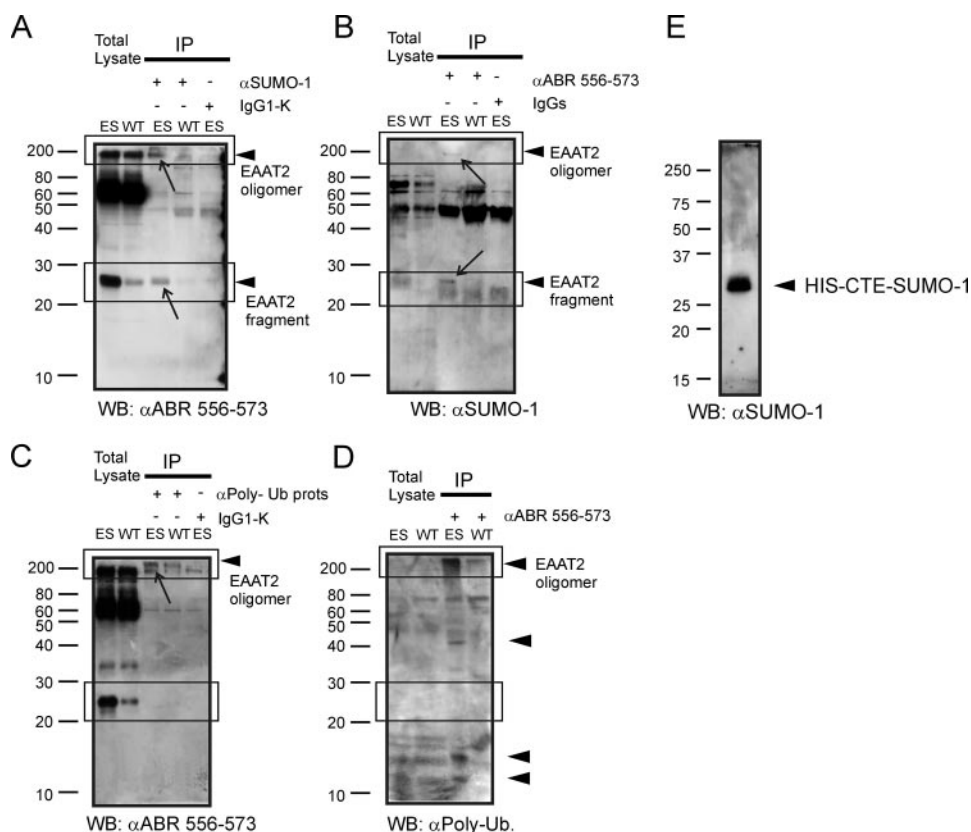 A
Total
Lysate
IP
+ + - αSUMO-1
- - + IgG1-K
ES WT ES WT ES
200
80
60
50
40
30
20
10
EAAT2
oligomer
EAAT2
fragment
WB: αABR 556-573
B
Total
Lysate
IP
+ + - αABR 556-573
- - + IgGs
ES WT ES WT ES
200
80
60
50
40
30
20
10
EAAT2
oligomer
EAAT2
fragment
WB: αSUMO-1
E
250
75
50
37
25
20
15
HIS-CTE-SUMO-1
WB: αSUMO-1
C
Total
Lysate
IP
+ + - αPoly- Ub prots
- - + IgG1-K
ES WT ES WT ES
200
80
60
50
40
30
20
10
EAAT2
oligomer
WB: αABR 556-573
D
Total
Lysate
IP
+ + αABR 556-573
ES WT ES WT
200
80
60
50
40
30
20
10
EAAT2
oligomer
WB: αPoly-Ub.